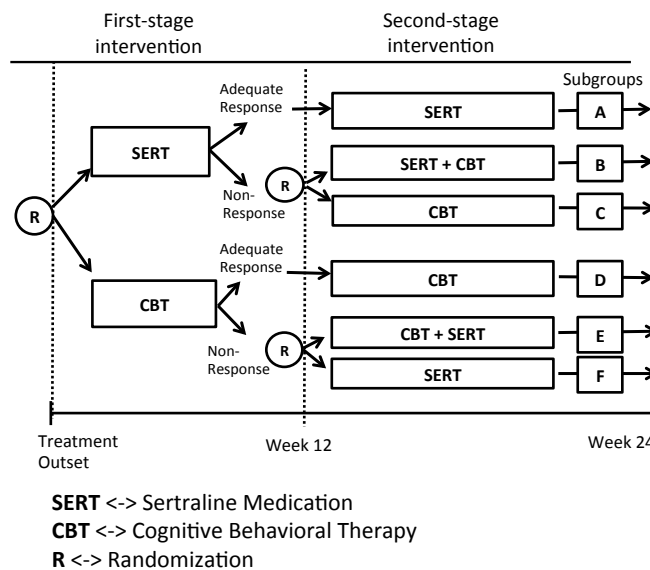 First-stage
intervention
Second-stage
intervention
Subgroups
Adequate
Response
SERT
A
SERT
SERT + CBT
B
Non-
Response
R
CBT
C
R
Adequate
Response
CBT
D
CBT
CBT + SERT
E
Non-
Response
R
SERT
F
Treatment
Outset
Week 12
Week 24
SERT <-> Sertraline Medication
CBT <-> Cognitive Behavioral Therapy
R <-> Randomization